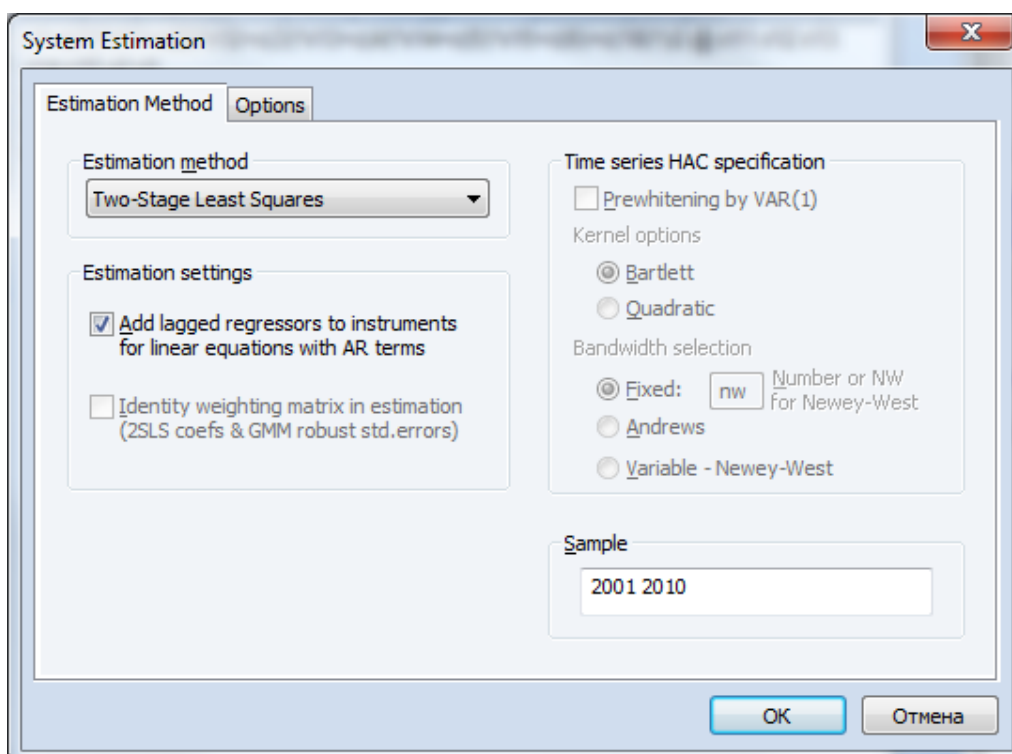 System Estimation
Estimation Method
Options
Estimation method
Two-Stage Least Squares
Estimation settings
Add lagged regressors to instruments
for linear equations with AR terms
Identity weighting matrix in estimation
(2SLS coefs & GMM robust std.errors)
Time series HAC specification
Prewhitening by VAR(1)
Kernel options
Bartlett
Quadratic
Bandwidth selection
Fixed: nw Number or NW
for Newey-West
Andrews
Variable - Newey-West
Sample
2001 2010
OK
Отмена